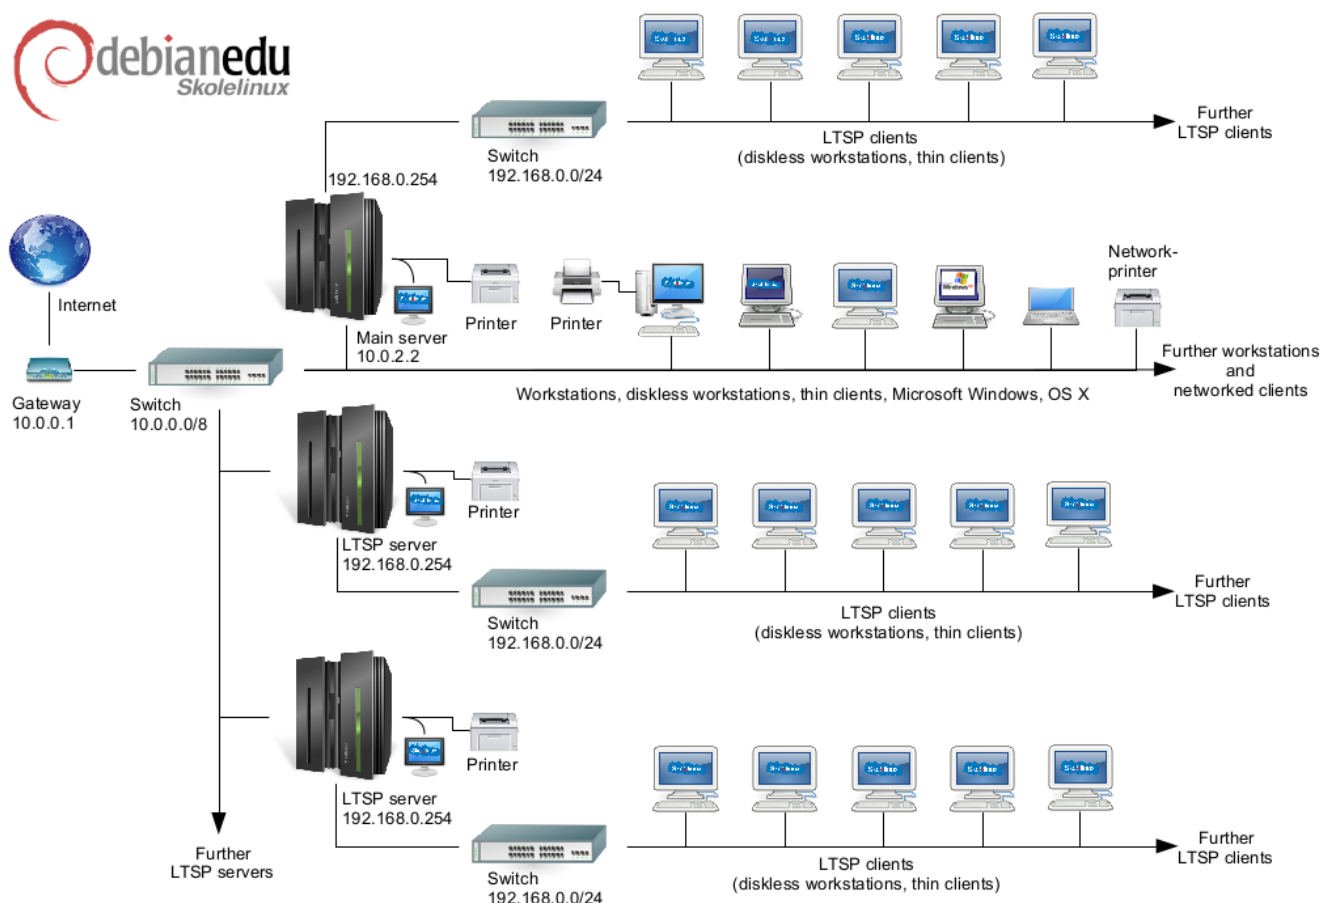 debianedu
Skolelinux
Further
LTSP clients
LTSP clients
(diskless workstations, thin clients)
Switch
192.168.0.0/24
192.168.0.254
Internet
Printer
Printer
Network-
printer
Main server
10.0.2.2
Gateway
10.0.0.1
Switch
10.0.0.0/8
Further workstations
and
networked clients
Workstations, diskless workstations, thin clients, Microsoft Windows, OS X
Printer
LTSP server
192.168.0.254
Switch
192.168.0.0/24
LTSP clients
(diskless workstations, thin clients)
Further
LTSP clients
Printer
LTSP server
192.168.0.254
Switch
192.168.0.0/24
LTSP clients
(diskless workstations, thin clients)
Further
LTSP clients
Further
LTSP servers